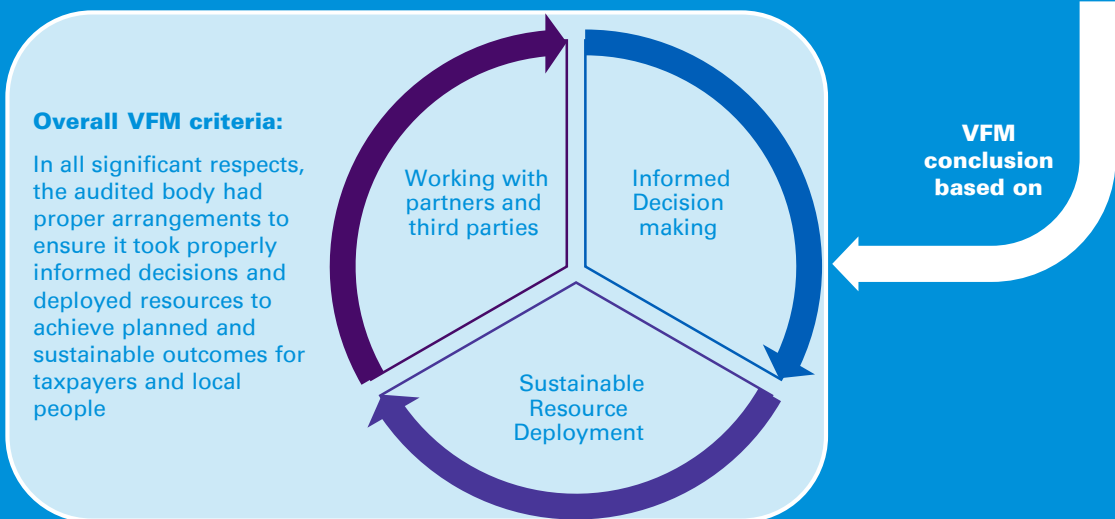 Overall VFM criteria:
In all significant respects,
the audited body had
proper arrangements to
ensure it took properly
informed decisions and
deployed resources to
achieve planned and
sustainable outcomes for
taxpayers and local
people
Working with
partners and
third parties
Informed
Decision
making
Sustainable
Resource
Deployment
VFM
conclusion
based on